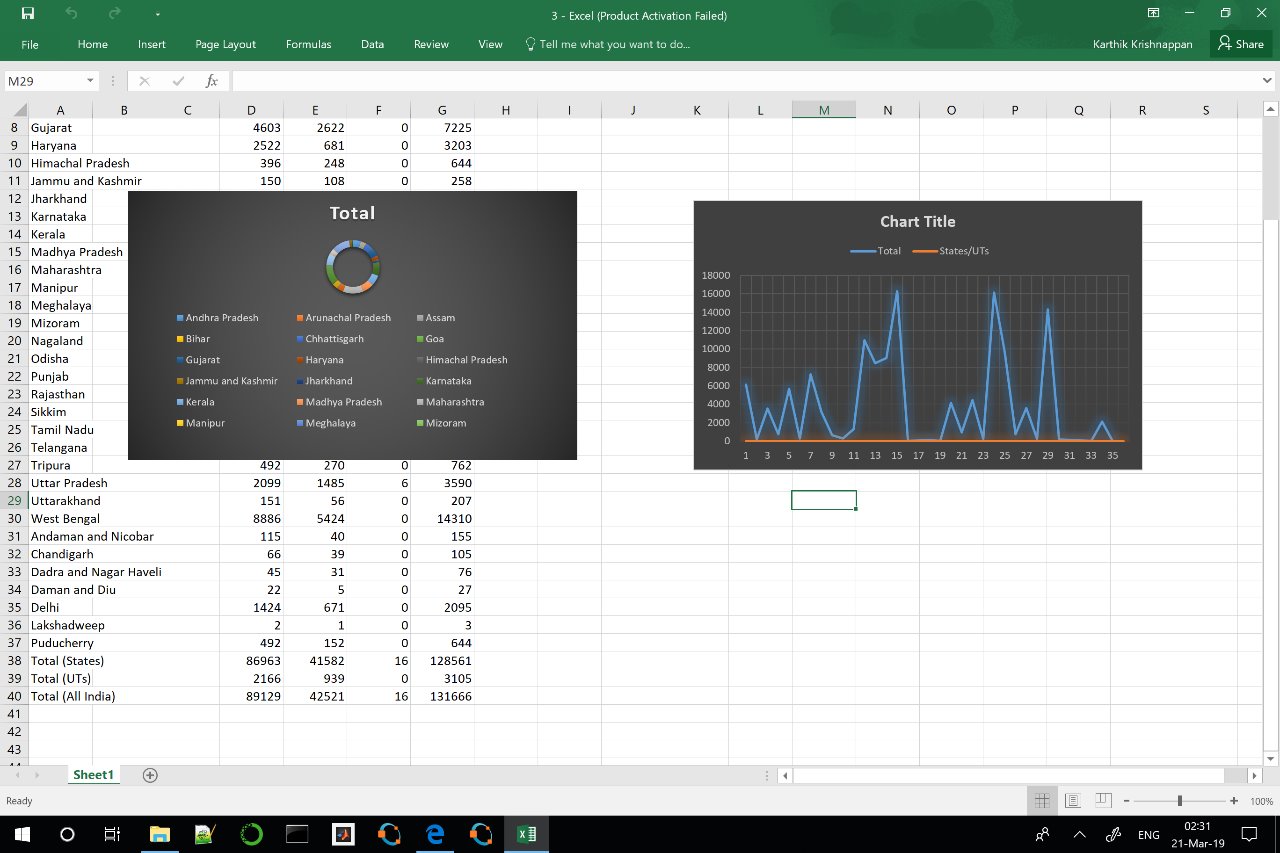 3 - Excel (Product Activation Failed)
File Home Insert Page Layout Formulas Data Review View Tell me what you want to do... Karthik Krishnappan Share
M29 fx
A B C D E F G H I J K L M N O P Q R S
8 Gujarat 4603 2622 0 7225
9 Haryana 2522 681 0 3203
10 Himachal Pradesh 396 248 0 644
11 Jammu and Kashmir 150 108 0 258
12 Jharkhand
13 Karnataka
14 Kerala
15 Madhya Pradesh
16 Maharashtra
17 Manipur
18 Meghalaya
19 Mizoram
20 Nagaland
21 Odisha
22 Punjab
23 Rajasthan
24 Sikkim
25 Tamil Nadu
26 Telangana
27 Tripura 492 270 0 762
28 Uttar Pradesh 2099 1485 6 3590
29 Uttarakhand 151 56 0 207
30 West Bengal 8886 5424 0 14310
31 Andaman and Nicobar 115 40 0 155
32 Chandigarh 66 39 0 105
33 Dadra and Nagar Haveli 45 31 0 76
34 Daman and Diu 22 5 0 27
35 Delhi 1424 671 0 2095
36 Lakshadweep 2 1 0 3
37 Puducherry 492 152 0 644
38 Total (States) 86963 41582 16 128561
39 Total (UTs) 2166 939 0 3105
40 Total (All India) 89129 42521 16 131666
41
42
43
44
Total
Andhra Pradesh Arunachal Pradesh Assam
Bihar Chhattisgarh Goa
Gujarat Haryana Himachal Pradesh
Jammu and Kashmir Jharkhand Karnataka
Kerala Madhya Pradesh Maharashtra
Manipur Meghalaya Mizoram
Chart Title
Total States/UTs
18000
16000
14000
12000
10000
8000
6000
4000
2000
0
1 3 5 7 9 11 13 15 17 19 21 23 25 27 29 31 33 35
Sheet1
Ready 100%
ENG 02:31
21-Mar-19